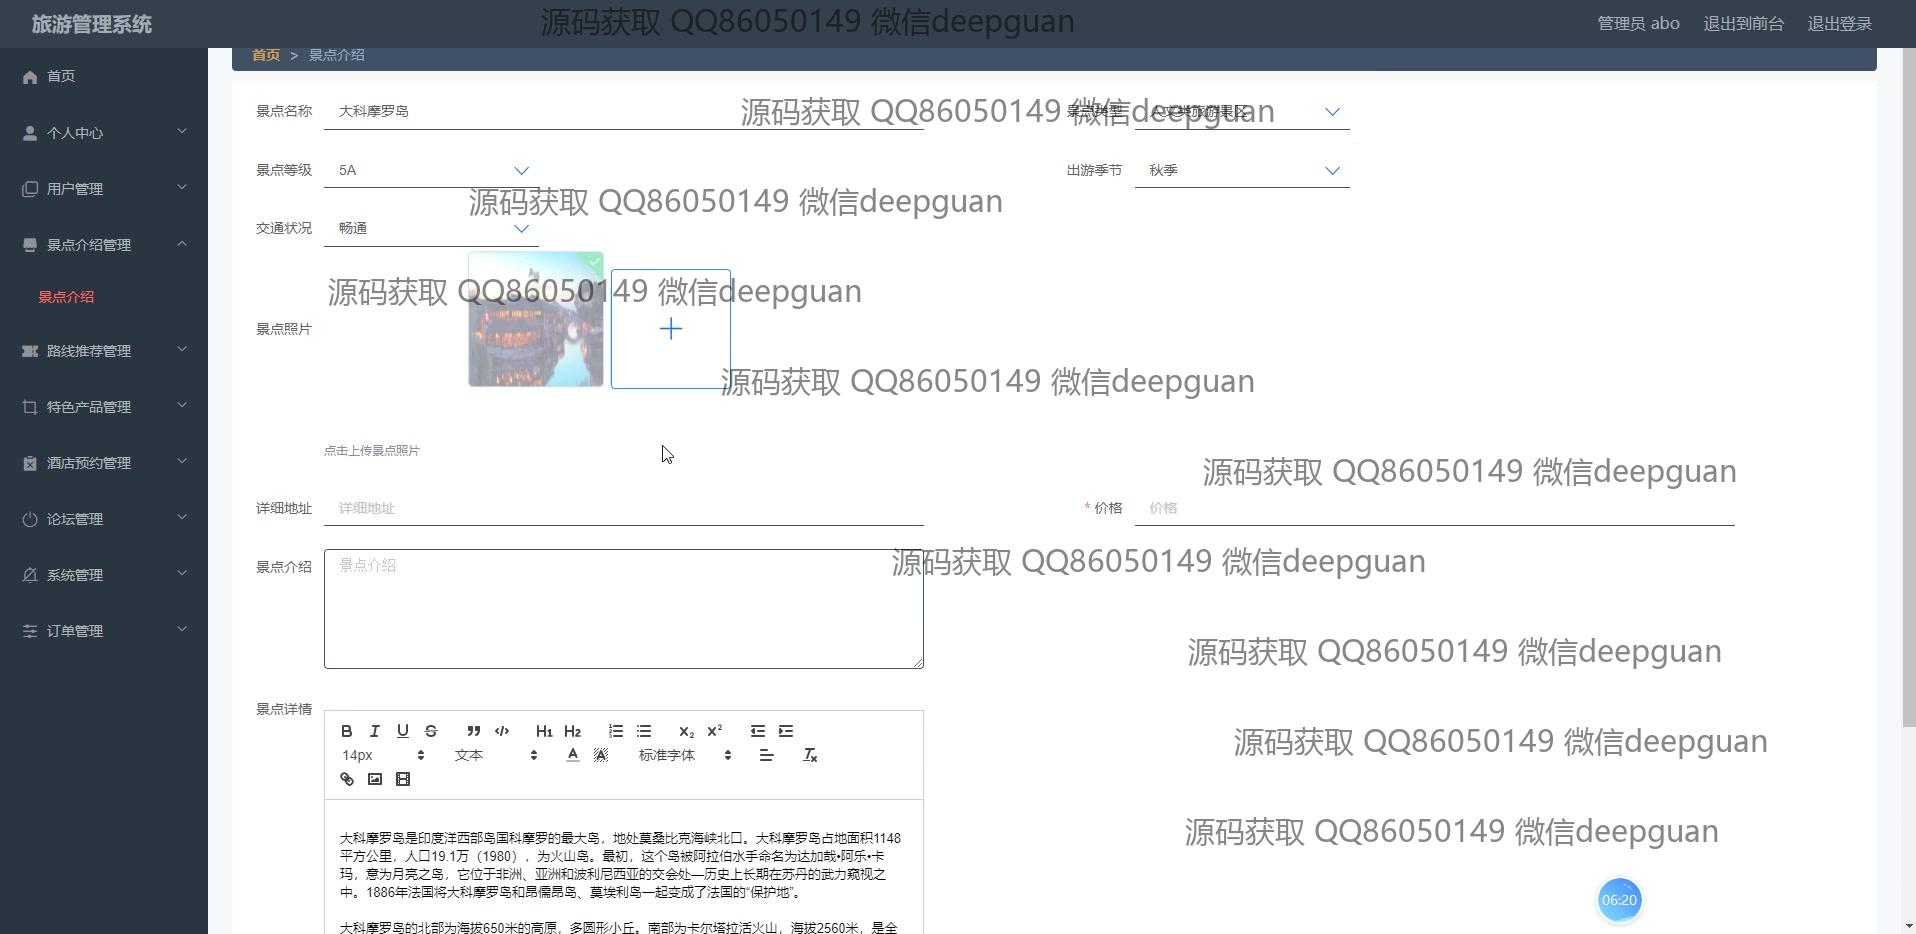 旅游管理系统
源码获取 QQ86050149 微信deepguan
管理员 abo 退出到前台 退出登录
首页 > 景点介绍
首页
个人中心
用户管理
景点介绍管理
景点介绍
路线推荐管理
特色产品管理
酒店预约管理
论坛管理
系统管理
订单管理
景点名称 大科摩罗岛
源码获取 QQ86050149 微信deepguan
景点类型 人文类旅游景区
景点等级 5A
出游季节 秋季
源码获取 QQ86050149 微信deepguan
交通状况 畅通
源码获取 QQ86050149 微信deepguan
景点照片
源码获取 QQ86050149 微信deepguan
点击上传景点照片
源码获取 QQ86050149 微信deepguan
详细地址 详细地址
* 价格 价格
景点介绍 景点介绍
源码获取 QQ86050149 微信deepguan
源码获取 QQ86050149 微信deepguan
景点详情
B I U S H1 H2 X2 X2
14px 文本 A A 标准字体 Tx
源码获取 QQ86050149 微信deepguan
大科摩罗岛是印度洋西部岛国科摩罗的最大岛，地处莫桑比克海峡北口。大科摩罗岛占地面积1148
平方公里，人口19.1万（1980），为火山岛。最初，这个岛被阿拉伯水手命名为达加哉•阿乐•卡
玛，意为月亮之岛，它位于非洲、亚洲和波利尼西亚的交会处—历史上长期在苏丹的武力窥视之
中。1886年法国将大科摩罗岛和昂儒昂岛、莫埃利岛一起变成了法国的“保护地”。
源码获取 QQ86050149 微信deepguan
06:20
大科摩罗岛的北部为海拔650米的高原，多圆形小丘。南部为卡尔塔拉活火山，海拔2560米，是全